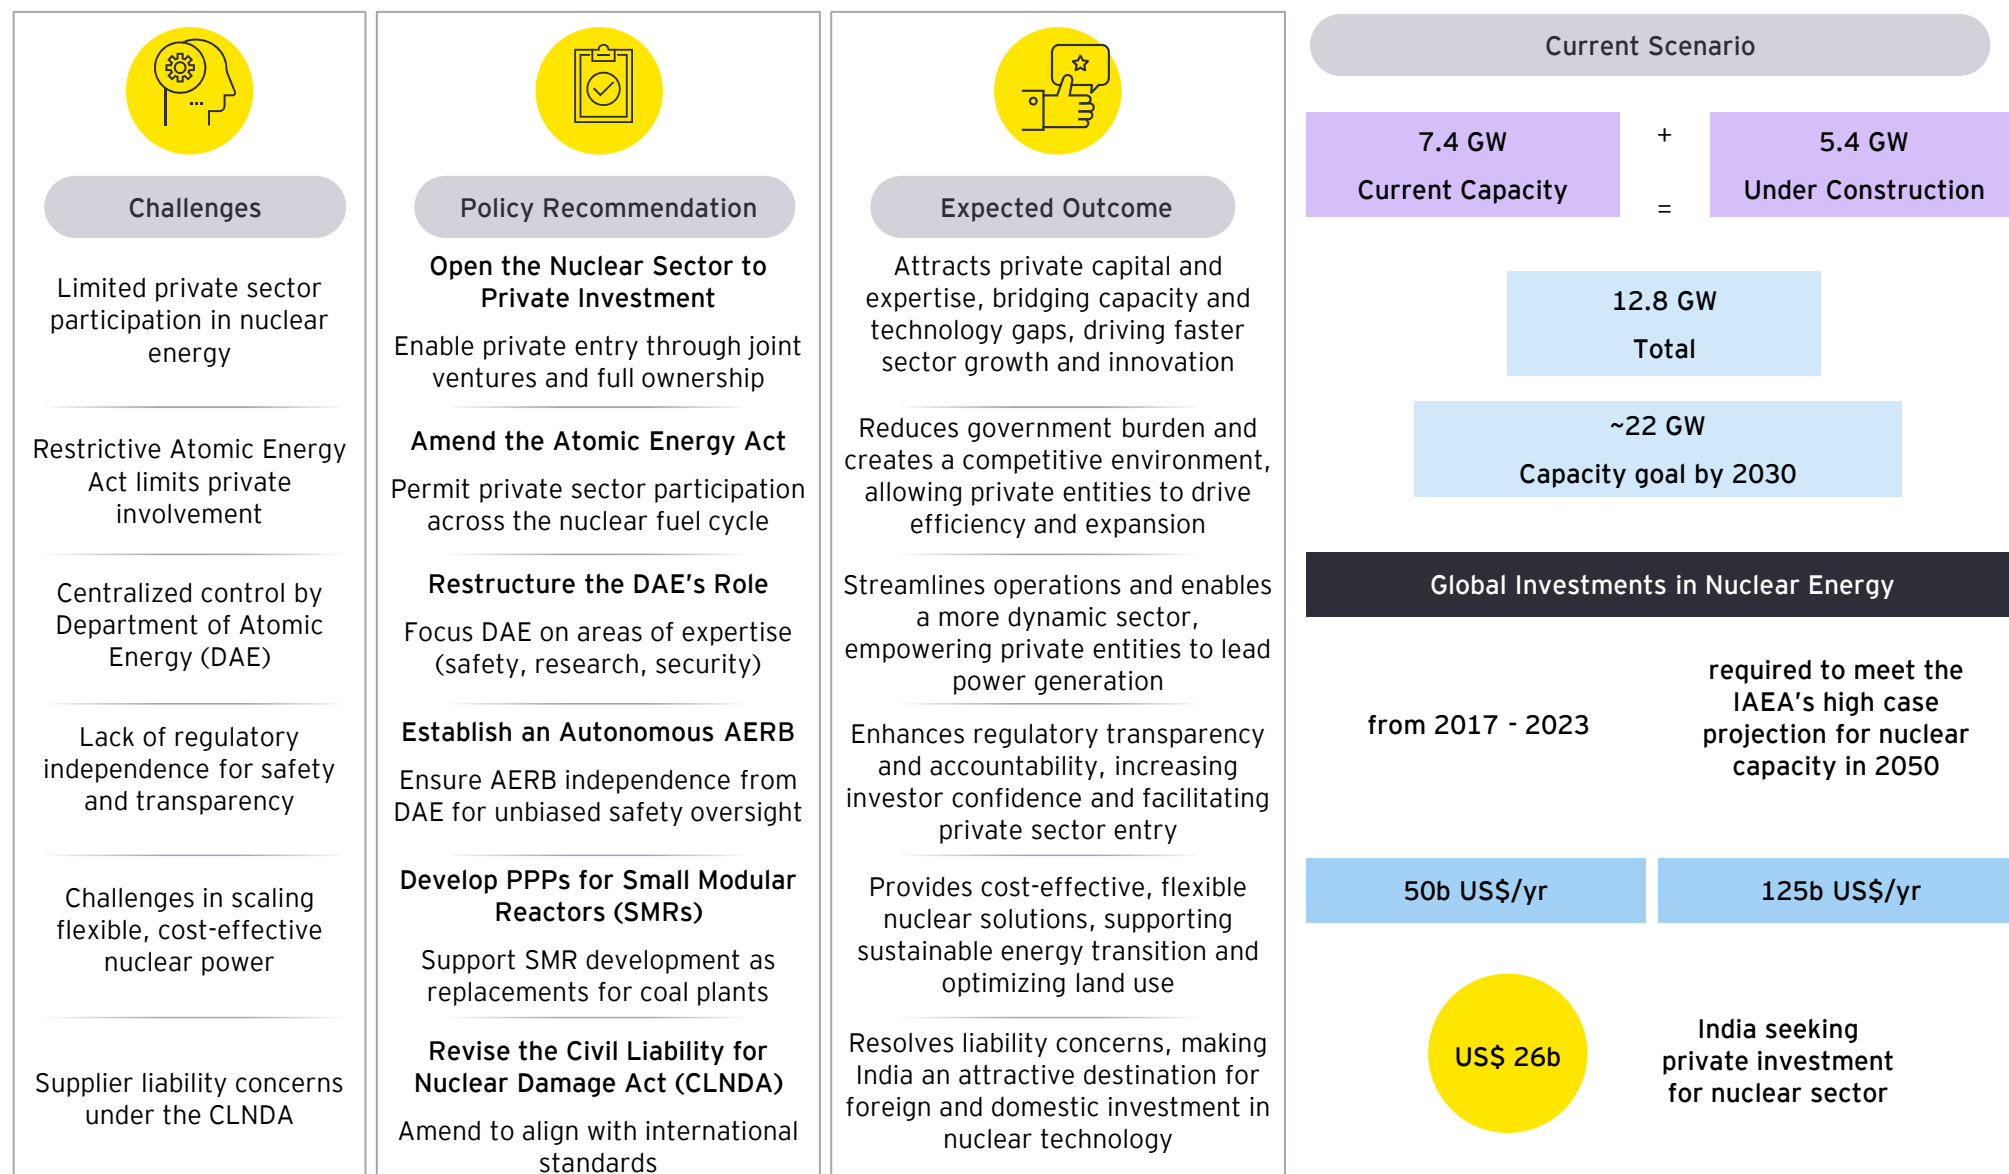 Challenges
Limited private sector
participation in nuclear
energy
Restrictive Atomic Energy
Act limits private
involvement
Centralized control by
Department of Atomic
Energy (DAE)
Lack of regulatory
independence for safety
and transparency
Challenges in scaling
flexible, cost-effective
nuclear power
Supplier liability concerns
under the CLNDA
Policy Recommendation
Open the Nuclear Sector to
Private Investment
Enable private entry through joint
ventures and full ownership
Amend the Atomic Energy Act
Permit private sector participation
across the nuclear fuel cycle
Restructure the DAE's Role
Focus DAE on areas of expertise
(safety, research, security)
Establish an Autonomous AERB
Ensure AERB independence from
DAE for unbiased safety oversight
Develop PPPs for Small Modular
Reactors (SMRs)
Support SMR development as
replacements for coal plants
Revise the Civil Liability for
Nuclear Damage Act (CLNDA)
Amend to align with international
standards
Expected Outcome
Attracts private capital and
expertise, bridging capacity and
technology gaps, driving faster
sector growth and innovation
Reduces government burden and
creates a competitive environment,
allowing private entities to drive
efficiency and expansion
Streamlines operations and enables
a more dynamic sector,
empowering private entities to lead
power generation
Enhances regulatory transparency
and accountability, increasing
investor confidence and facilitating
private sector entry
Provides cost-effective, flexible
nuclear solutions, supporting
sustainable energy transition and
optimizing land use
Resolves liability concerns, making
India an attractive destination for
foreign and domestic investment in
nuclear technology
Current Scenario
7.4 GW
Current Capacity
+
=
5.4 GW
Under Construction
12.8 GW
Total
~22 GW
Capacity goal by 2030
Global Investments in Nuclear Energy
from 2017 - 2023
required to meet the
IAEA's high case
projection for nuclear
capacity in 2050
50b US$/yr
125b US$/yr
US$ 26b
India seeking
private investment
for nuclear sector